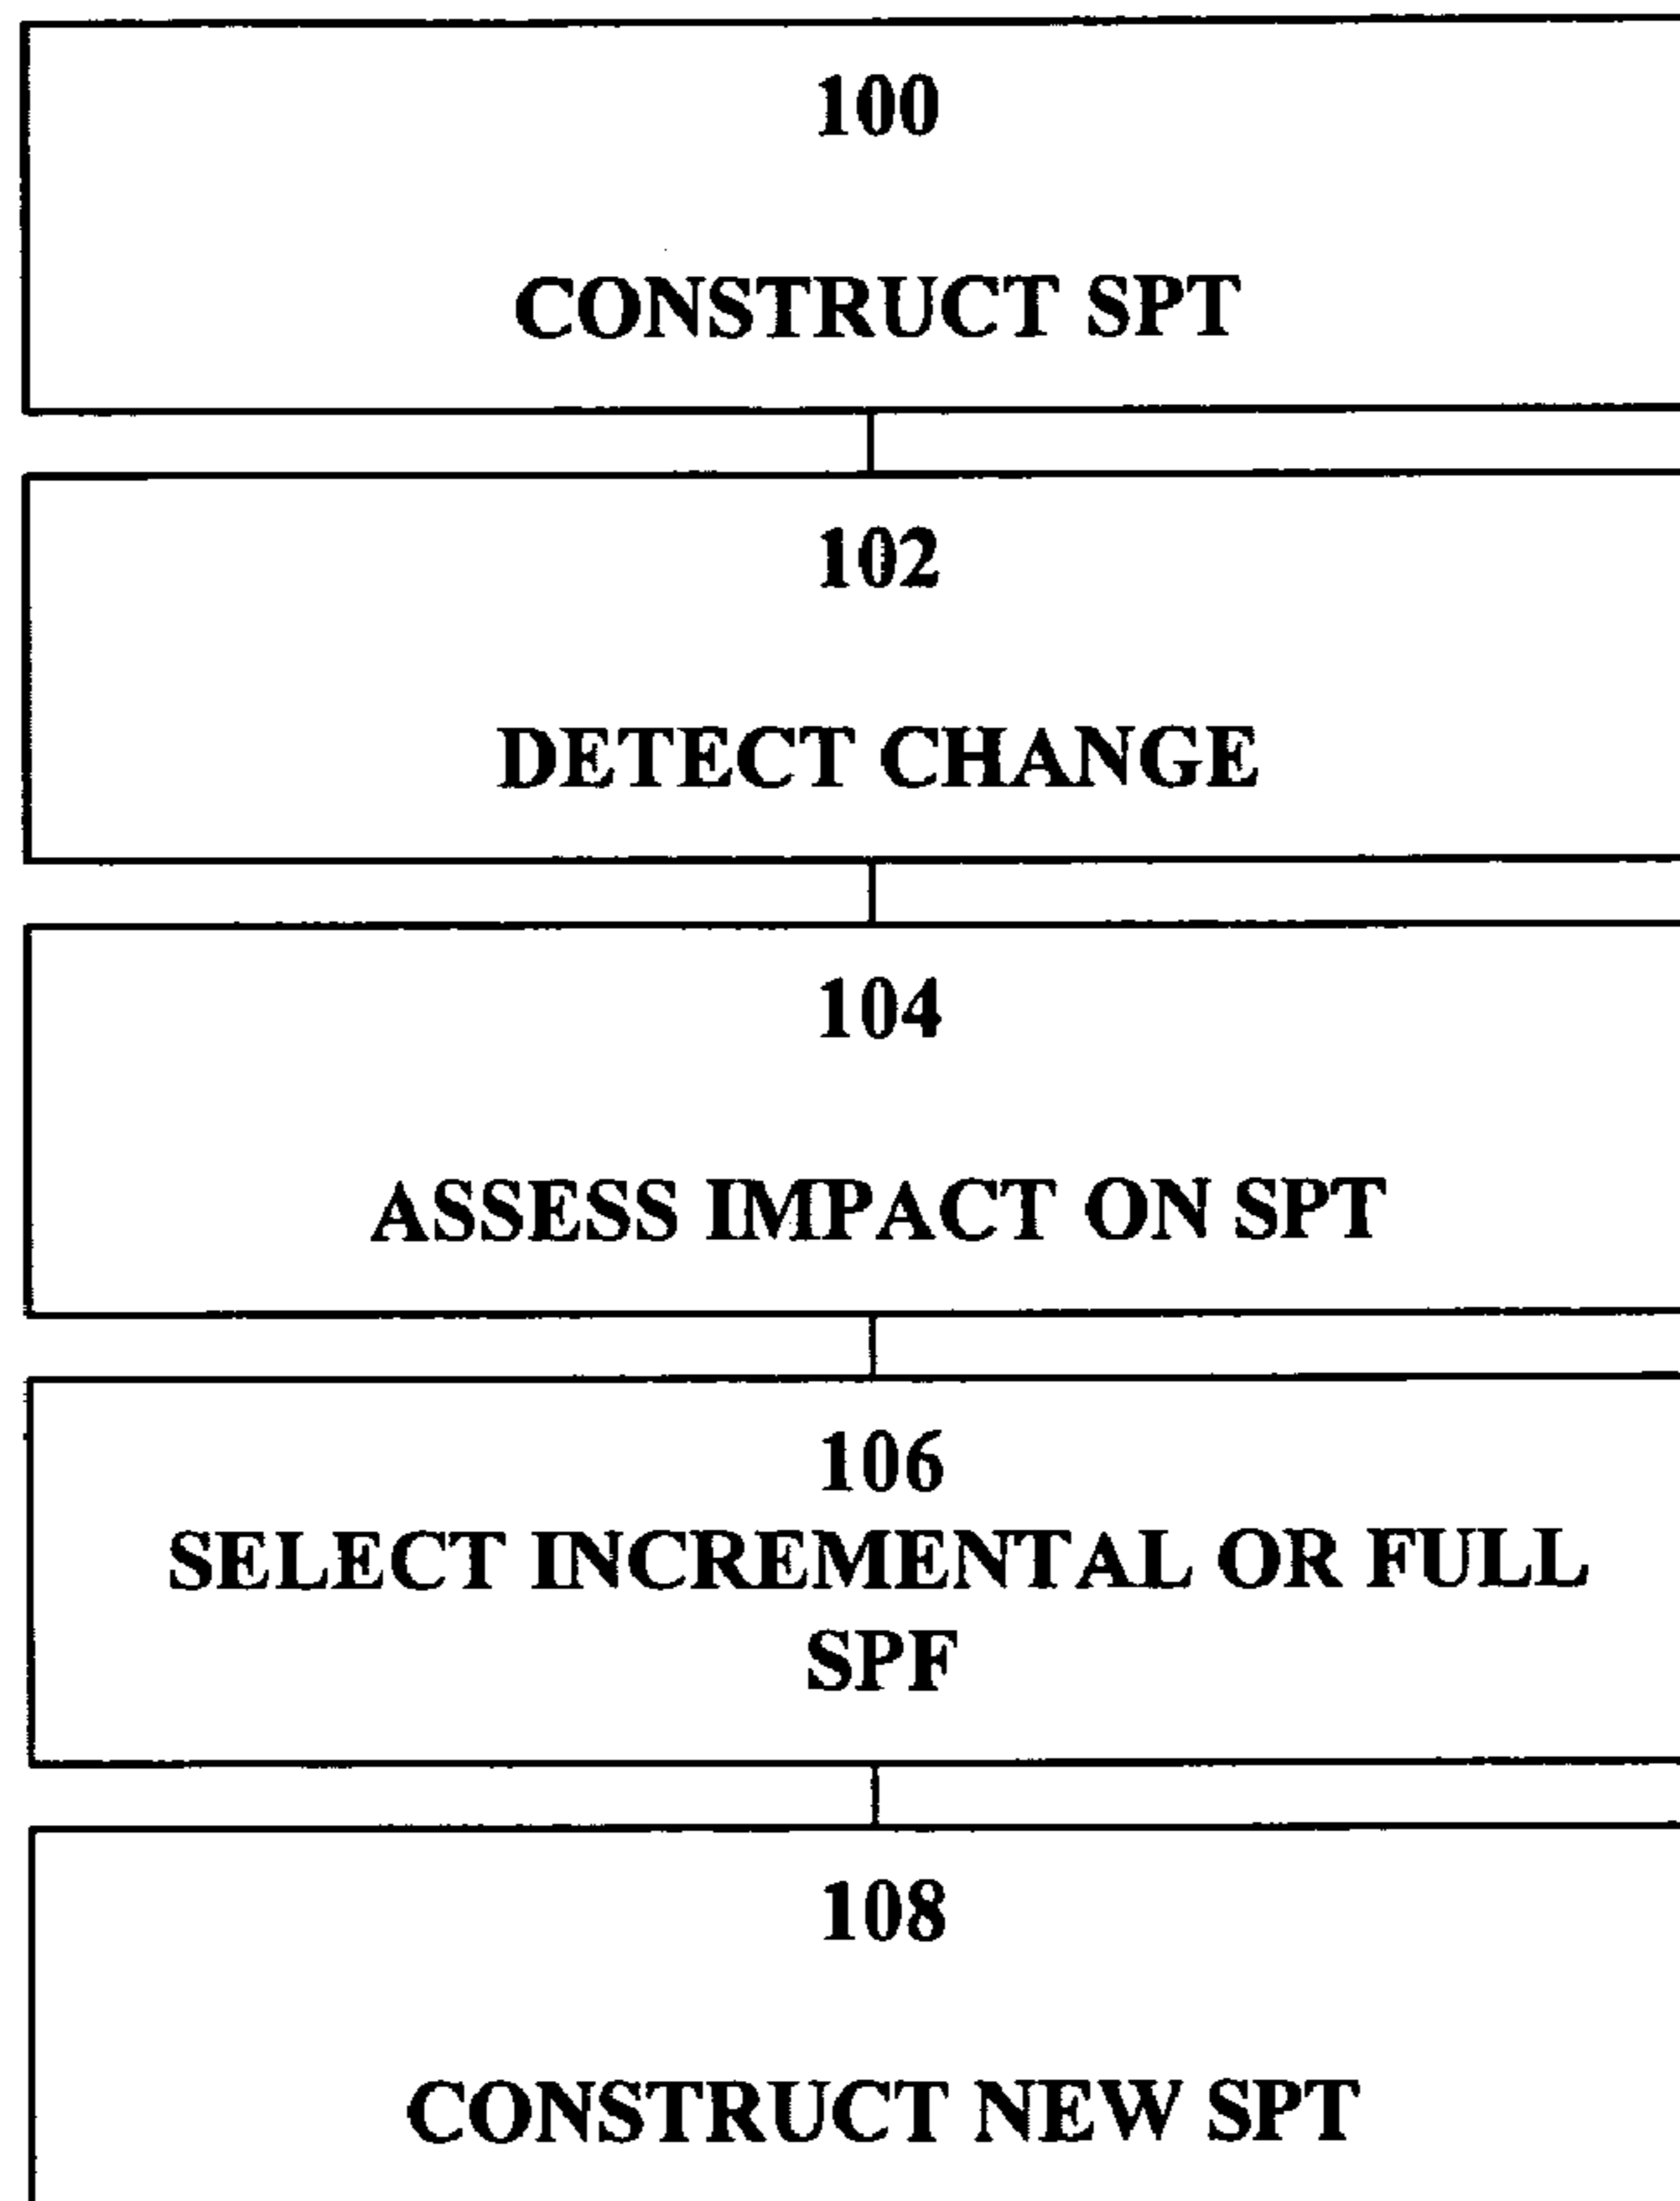 100
CONSTRUCT SPT
102
DETECT CHANGE
104
ASSESS IMPACT ON SPT
106
SELECT INCREMENTAL OR FULL
SPF
108
CONSTRUCT NEW SPT